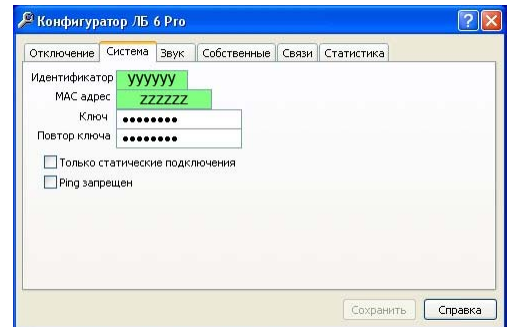 Конфигуратор ЛБ 6 Pro
Отключение Система Звук Собственные Связи Статистика
Идентификатор yyyyyy
MAC адрес zzzzzz
Ключ ••••••••
Повтор ключа ••••••••
Только статические подключения
Ping запрещен
Сохранить Справка